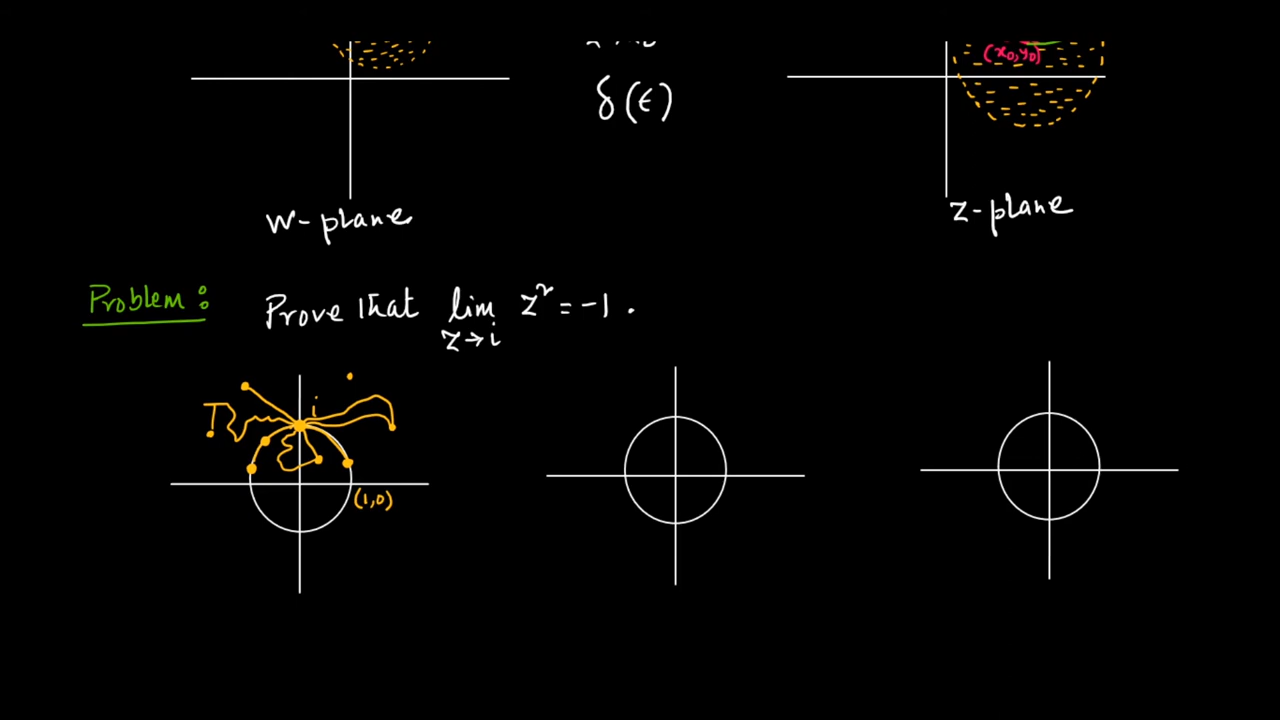 (x₀,y₀)
δ(ϵ)
w-plane
z-plane
Problem: Prove that lim z² = -1.
z→i
i
(1,0)